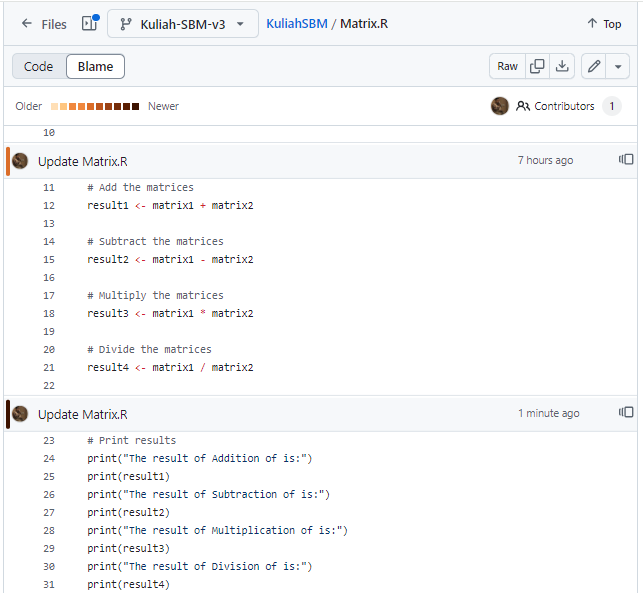 Files Kuliah-SBM-v3 KuliahSBM / Matrix.R Top
Code Blame Raw
Older Newer Contributors 1
10
Update Matrix.R 7 hours ago
11 # Add the matrices
12 result1 <- matrix1 + matrix2
13
14 # Subtract the matrices
15 result2 <- matrix1 - matrix2
16
17 # Multiply the matrices
18 result3 <- matrix1 * matrix2
19
20 # Divide the matrices
21 result4 <- matrix1 / matrix2
22
Update Matrix.R 1 minute ago
23 # Print results
24 print("The result of Addition of is:")
25 print(result1)
26 print("The result of Subtraction of is:")
27 print(result2)
28 print("The result of Multiplication of is:")
29 print(result3)
30 print("The result of Division of is:")
31 print(result4)